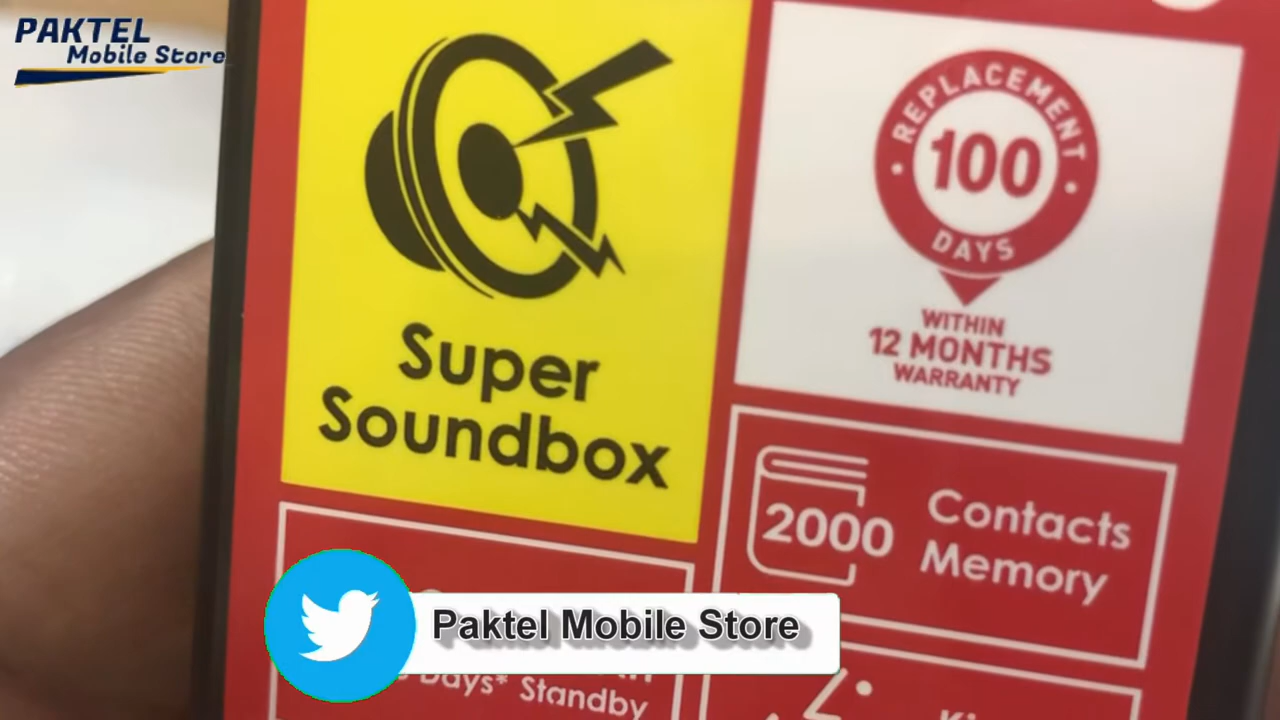 PAKTEL
Mobile Store
Super
Soundbox
REPLACEMENT
100
DAYS
WITHIN
12 MONTHS
WARRANTY
2000
Contacts
Memory
Paktel Mobile Store
Days* Standby